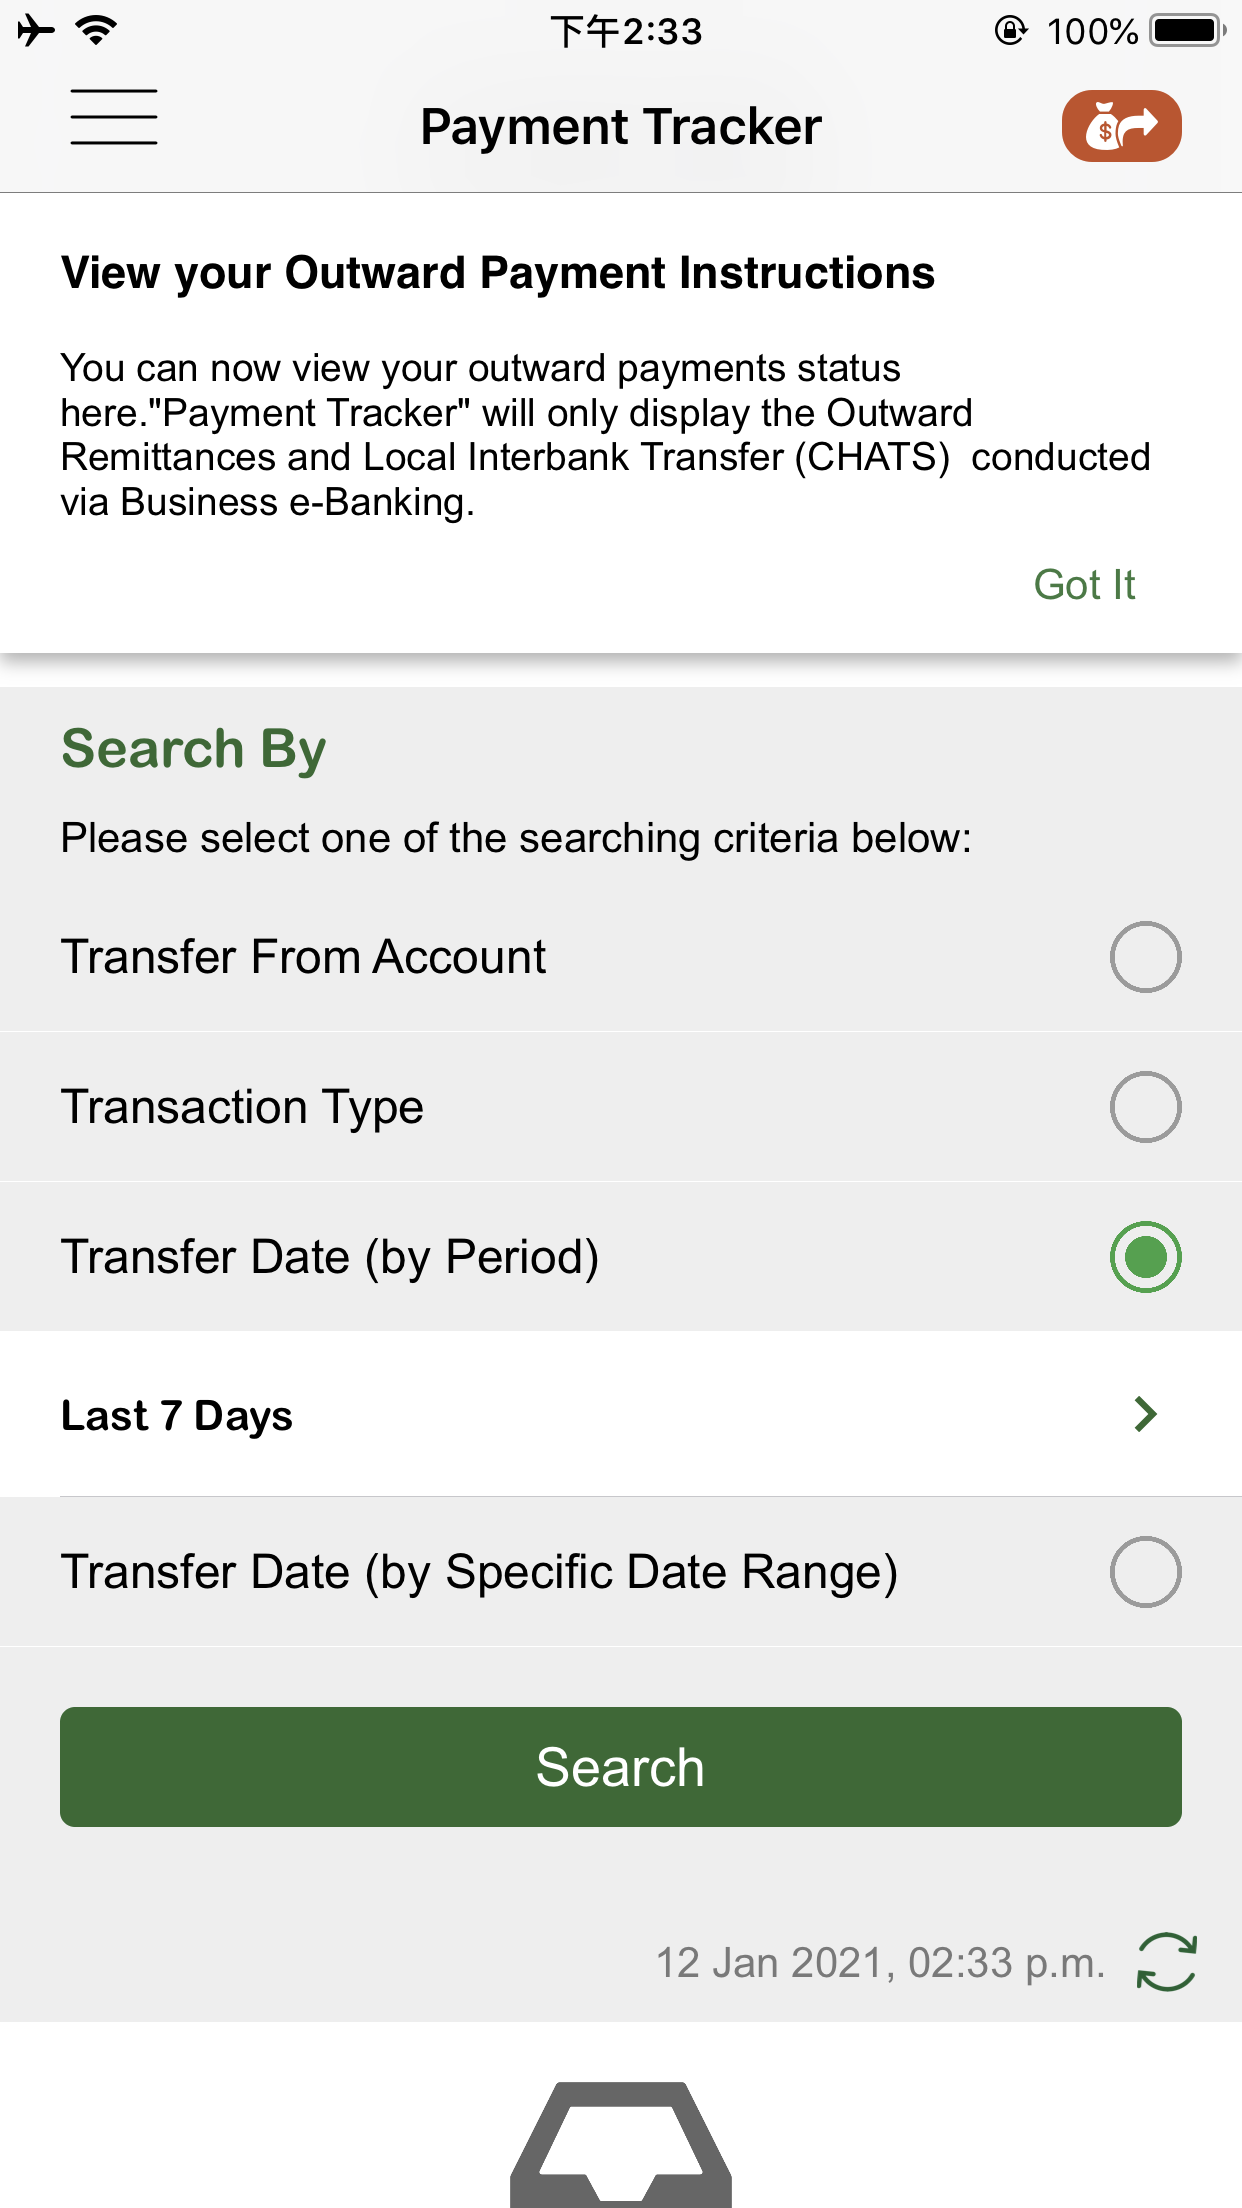 下午2:33
100%
Payment Tracker
$
View your Outward Payment Instructions
You can now view your outward payments status
here."Payment Tracker" will only display the Outward
Remittances and Local Interbank Transfer (CHATS)  conducted
via Business e-Banking.
Got It
Search By
Please select one of the searching criteria below:
Transfer From Account
Transaction Type
Transfer Date (by Period)
Last 7 Days
Transfer Date (by Specific Date Range)
Search
12 Jan 2021, 02:33 p.m.